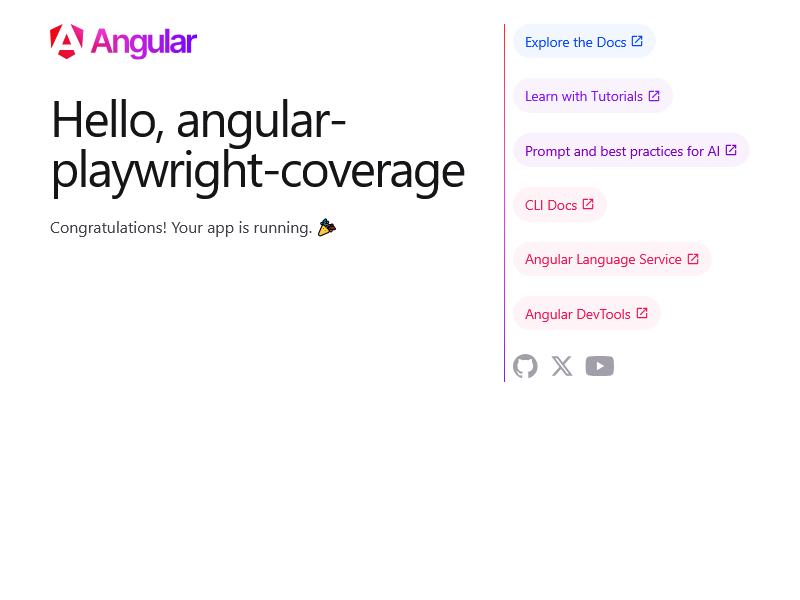 Angular
Hello, angular-
playwright-coverage
Congratulations! Your app is running. 🎉
Explore the Docs
Learn with Tutorials
Prompt and best practices for AI
CLI Docs
Angular Language Service
Angular DevTools